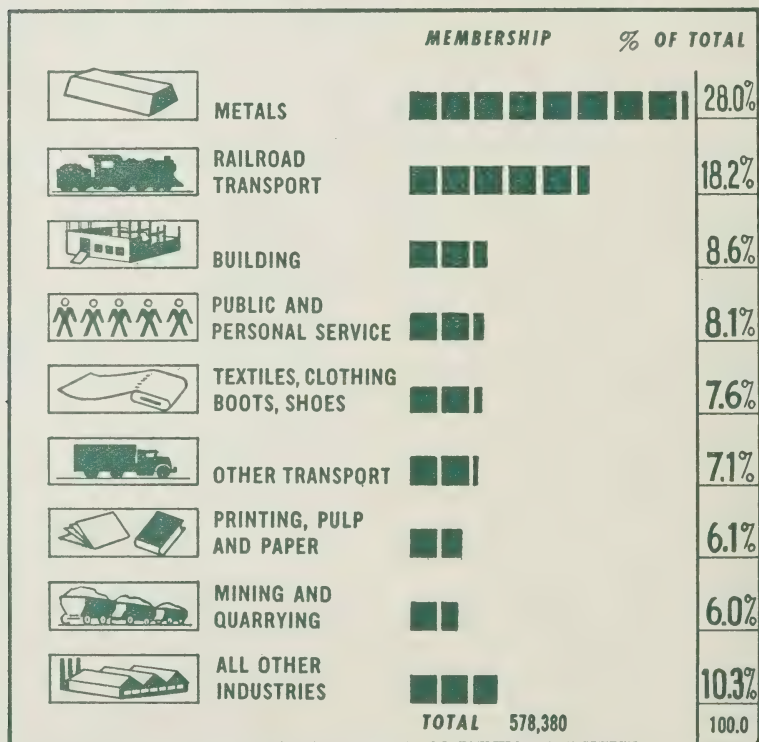 MEMBERSHIP % OF TOTAL
METALS 28.0%
RAILROAD
TRANSPORT 18.2%
BUILDING 8.6%
PUBLIC AND
PERSONAL SERVICE 8.1%
TEXTILES, CLOTHING
BOOTS, SHOES 7.6%
OTHER TRANSPORT 7.1%
PRINTING, PULP
AND PAPER 6.1%
MINING AND
QUARRYING 6.0%
ALL OTHER
INDUSTRIES 10.3%
TOTAL 578,380 100.0